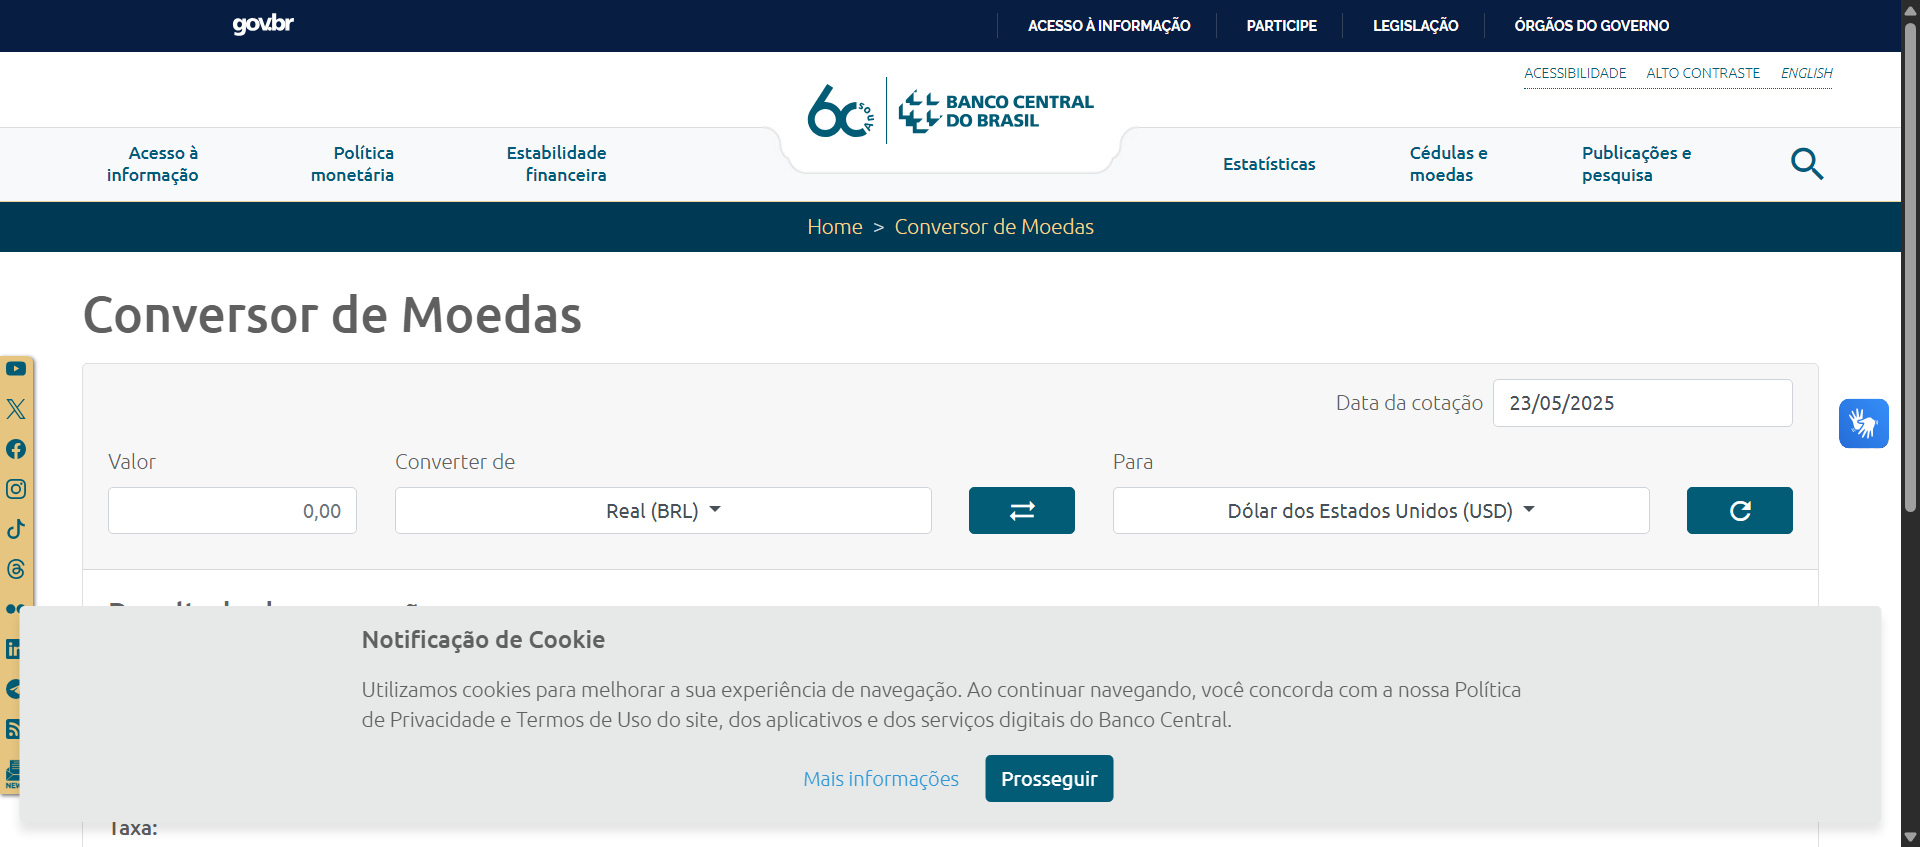 gov.br
ACESSO À INFORMAÇÃO
PARTICIPE
LEGISLAÇÃO
ÓRGÃOS DO GOVERNO
ACESSIBILIDADE
ALTO CONTRASTE
ENGLISH
60 anos
BANCO CENTRAL
DO BRASIL
Acesso à
informação
Política
monetária
Estabilidade
financeira
Estatísticas
Cédulas e
moedas
Publicações e
pesquisa
Home > Conversor de Moedas
Conversor de Moedas
Data da cotação
23/05/2025
Valor
Converter de
Para
0,00
Real (BRL)
Dólar dos Estados Unidos (USD)
Notificação de Cookie
Utilizamos cookies para melhorar a sua experiência de navegação. Ao continuar navegando, você concorda com a nossa Política
de Privacidade e Termos de Uso do site, dos aplicativos e dos serviços digitais do Banco Central.
Mais informações
Prosseguir
Taxa: